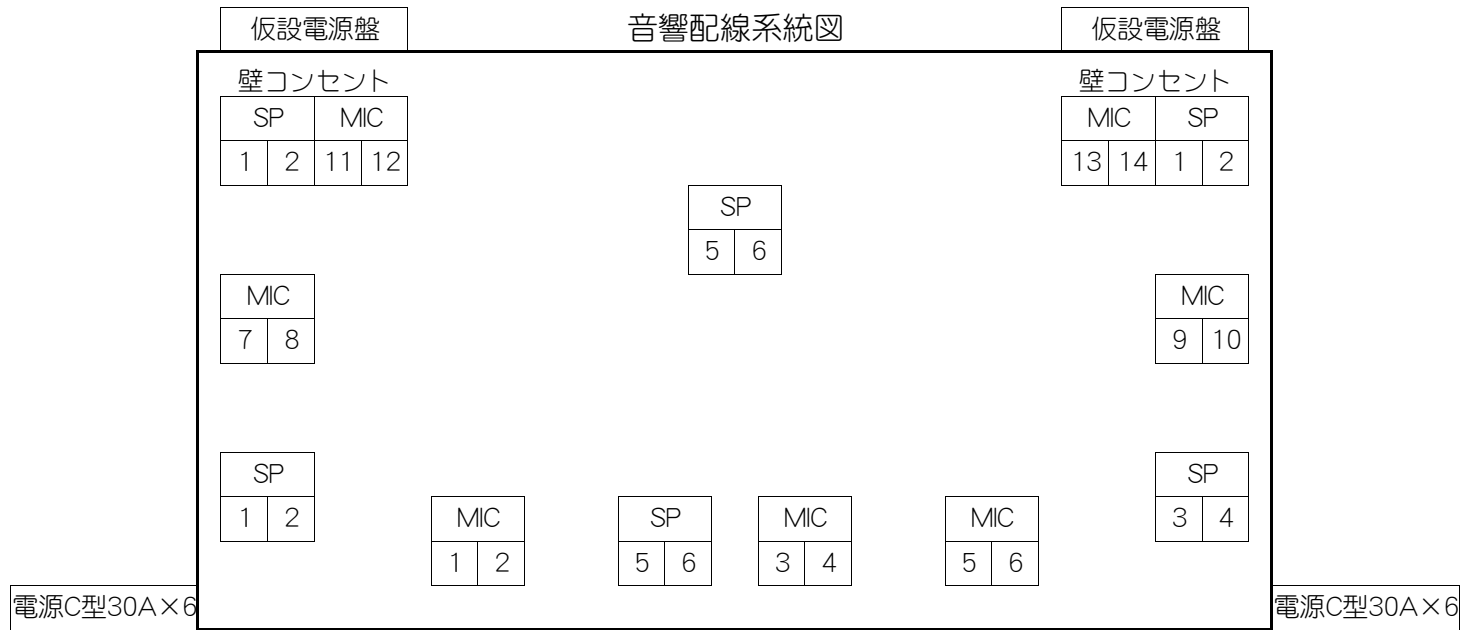 仮設電源盤 音響配線系統図 仮設電源盤
壁コンセント 壁コンセント
SP MIC MIC SP
1 2 11 12 13 14 1 2
SP
5 6
MIC MIC
7 8 9 10
SP SP
1 2 3 4
MIC SP MIC MIC
1 2 5 6 3 4 5 6
電源C型30A×6 電源C型30A×6